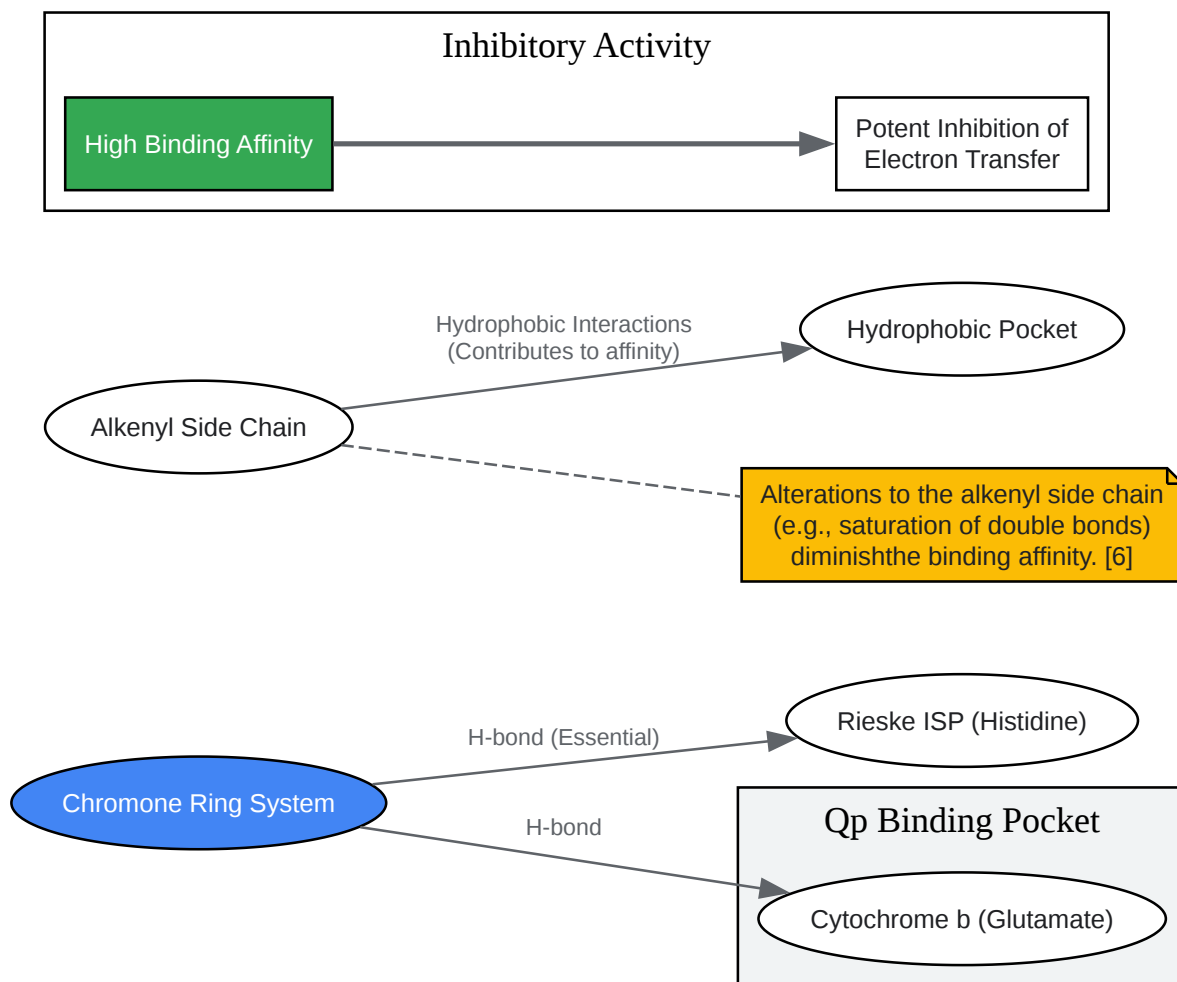 Inhibitory Activity
High Binding Affinity
Potent Inhibition of
Electron Transfer
Hydrophobic Interactions
(Contributes to affinity)
Hydrophobic Pocket
Alkenyl Side Chain
Alterations to the alkenyl side chain
(e.g., saturation of double bonds)
diminishthe binding affinity. [6]
H-bond (Essential)
Rieske ISP (Histidine)
Chromone Ring System
H-bond
Qp Binding Pocket
Cytochrome b (Glutamate)